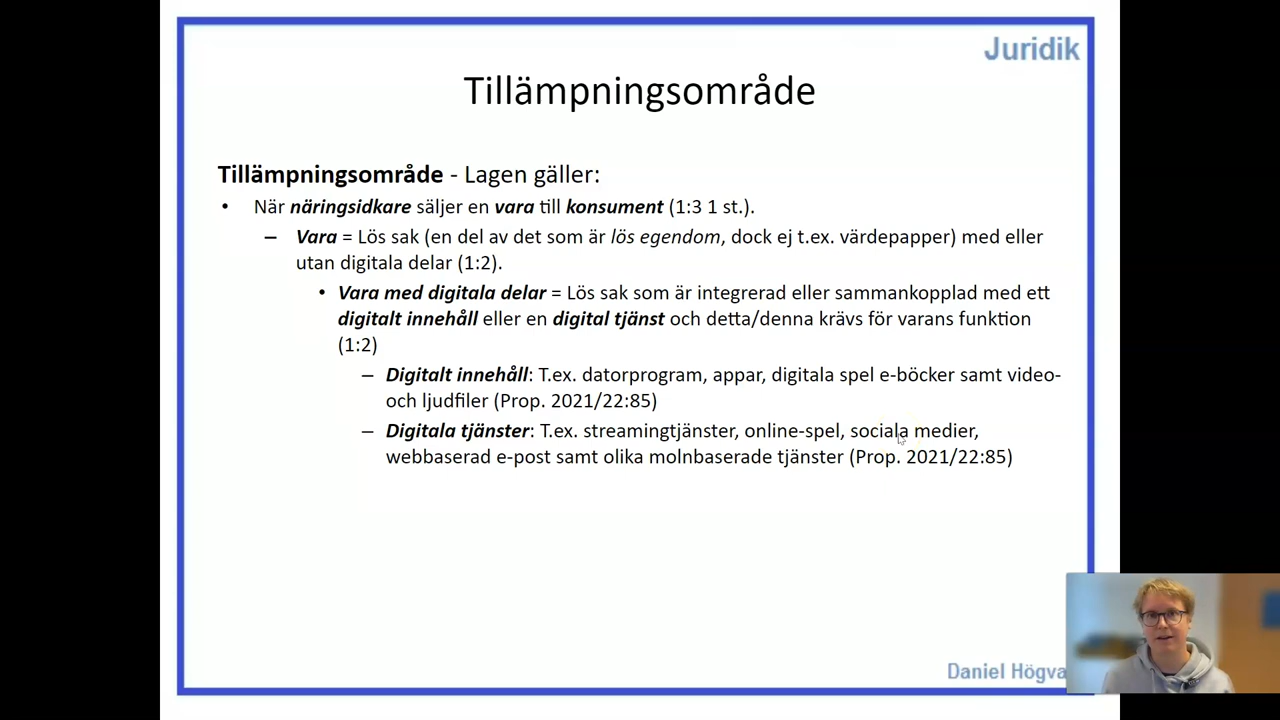 Juridik
Tillämpningsområde
Tillämpningsområde - Lagen gäller:
• När näringsidkare säljer en vara till konsument (1:3 1 st.).
– Vara = Lös sak (en del av det som är lös egendom, dock ej t.ex. värdepapper) med eller
utan digitala delar (1:2).
• Vara med digitala delar = Lös sak som är integrerad eller sammankopplad med ett
digitalt innehåll eller en digital tjänst och detta/denna krävs för varans funktion
(1:2)
– Digitalt innehåll: T.ex. datorprogram, appar, digitala spel e-böcker samt video-
och ljudfiler (Prop. 2021/22:85)
– Digitala tjänster: T.ex. streamingtjänster, online-spel, sociala medier,
webbaserad e-post samt olika molnbaserade tjänster (Prop. 2021/22:85)
Daniel